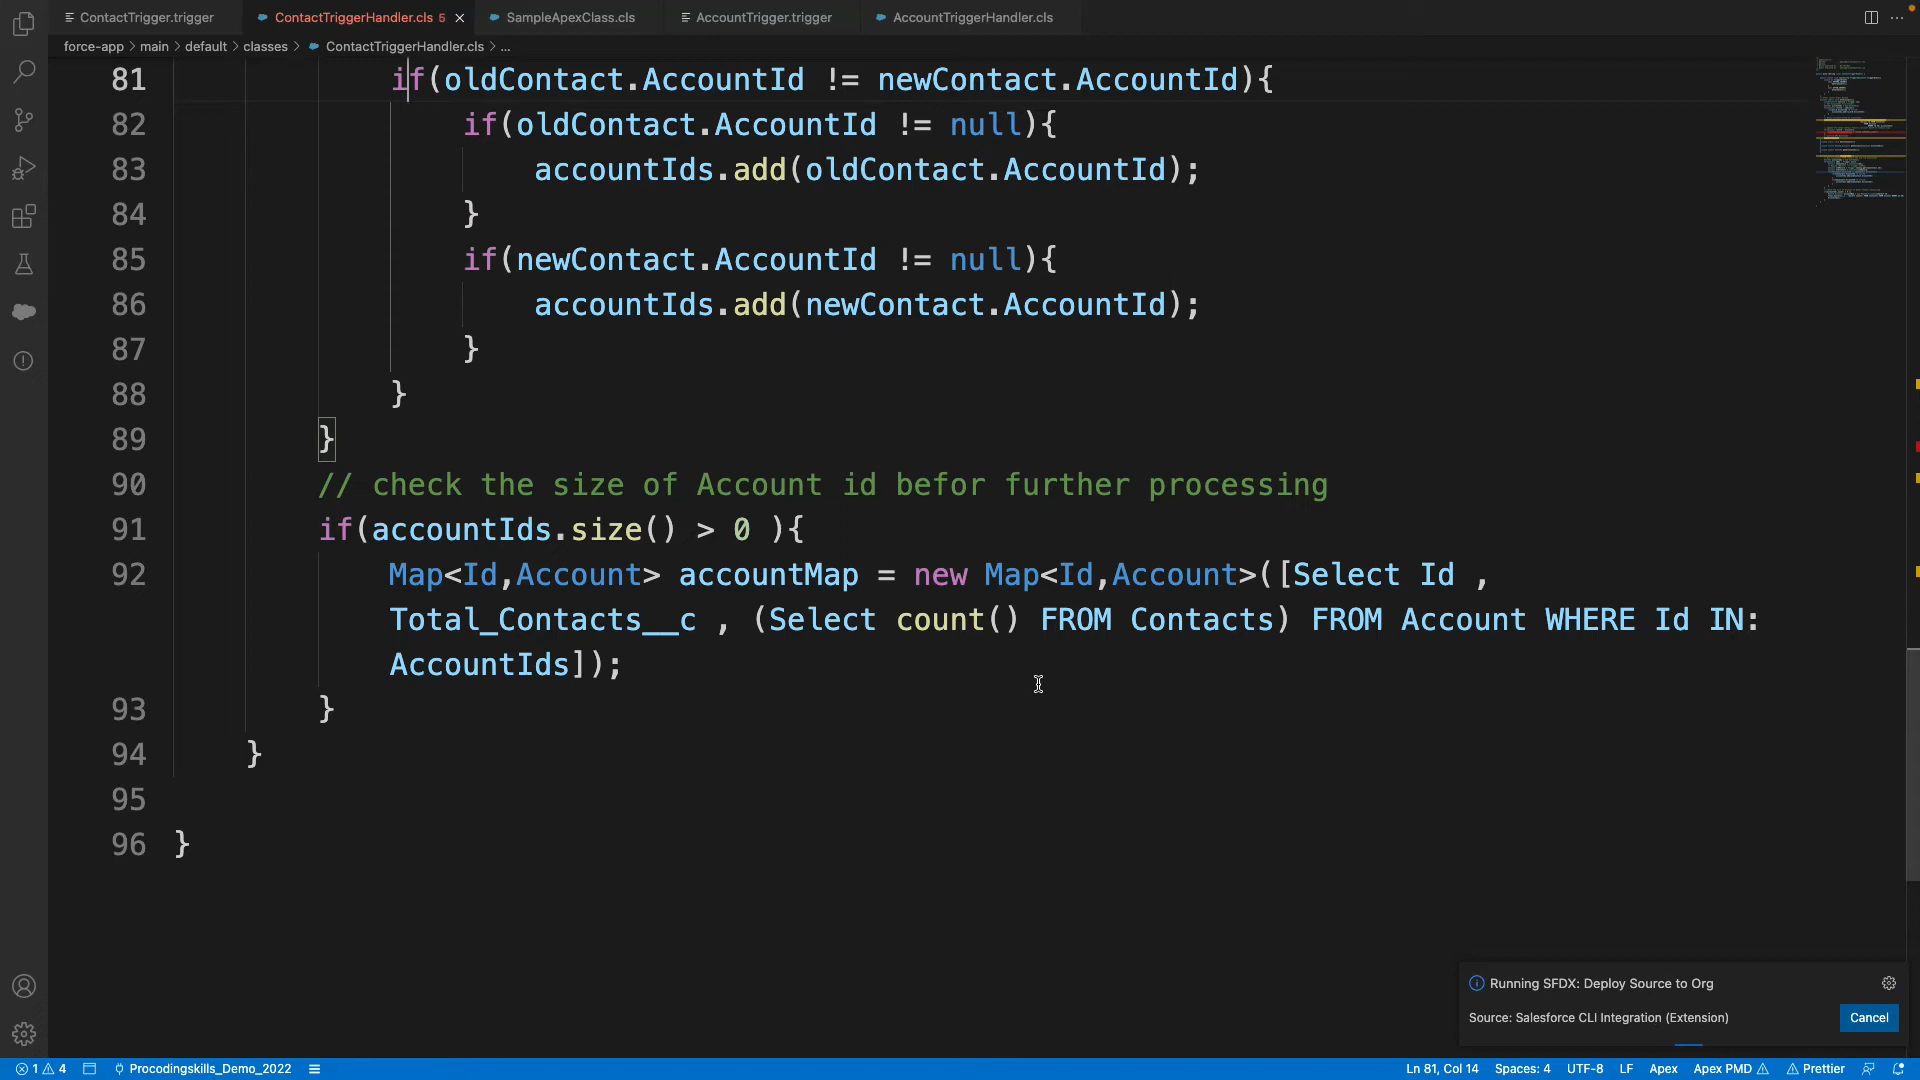 ContactTrigger.trigger ContactTriggerHandler.cls 5 SampleApexClass.cls AccountTrigger.trigger AccountTriggerHandler.cls
force-app > main > default > classes > ContactTriggerHandler.cls > ...
81 if(oldContact.AccountId != newContact.AccountId){
82 if(oldContact.AccountId != null){
83 accountIds.add(oldContact.AccountId);
84 }
85 if(newContact.AccountId != null){
86 accountIds.add(newContact.AccountId);
87 }
88 }
89 }
90 // check the size of Account id befor further processing
91 if(accountIds.size() > 0 ){
92 Map<Id,Account> accountMap = new Map<Id,Account>([Select Id ,
Total_Contacts__c , (Select count() FROM Contacts) FROM Account WHERE Id IN:
AccountIds]);
93 }
94 }
95
96 }
Running SFDX: Deploy Source to Org
Source: Salesforce CLI Integration (Extension) Cancel
1 4 Procodingskills_Demo_2022 Ln 81, Col 14 Spaces: 4 UTF-8 LF Apex Apex PMD Prettier